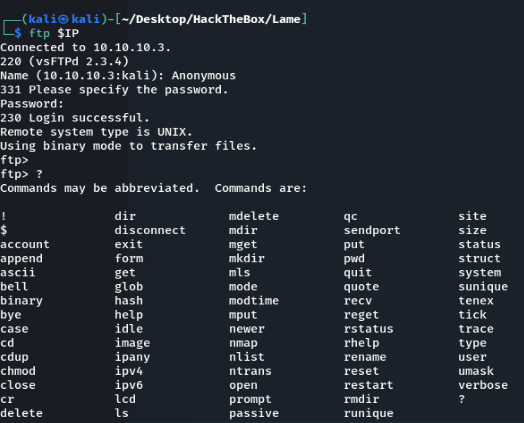 ┌──(kali㉿kali)-[~/Desktop/HackTheBox/Lame]
└─$ ftp $IP
Connected to 10.10.10.3.
220 (vsFTPd 2.3.4)
Name (10.10.10.3:kali): Anonymous
331 Please specify the password.
Password:
230 Login successful.
Remote system type is UNIX.
Using binary mode to transfer files.
ftp>
ftp> ?
Commands may be abbreviated.  Commands are:

!		dir		mdelete		qc		site
$		disconnect	mdir		sendport	size
account		exit		mget		put		status
append		form		mkdir		pwd		struct
ascii		get		mls		quit		system
bell		glob		mode		quote		sunique
binary		hash		modtime		recv		tenex
bye		help		mput		reget		tick
case		idle		newer		rstatus		trace
cd		image		nmap		rhelp		type
cdup		ipany		nlist		rename		user
chmod		ipv4		ntrans		reset		umask
close		ipv6		open		restart		verbose
cr		lcd		prompt		rmdir		?
delete		ls		passive		runique